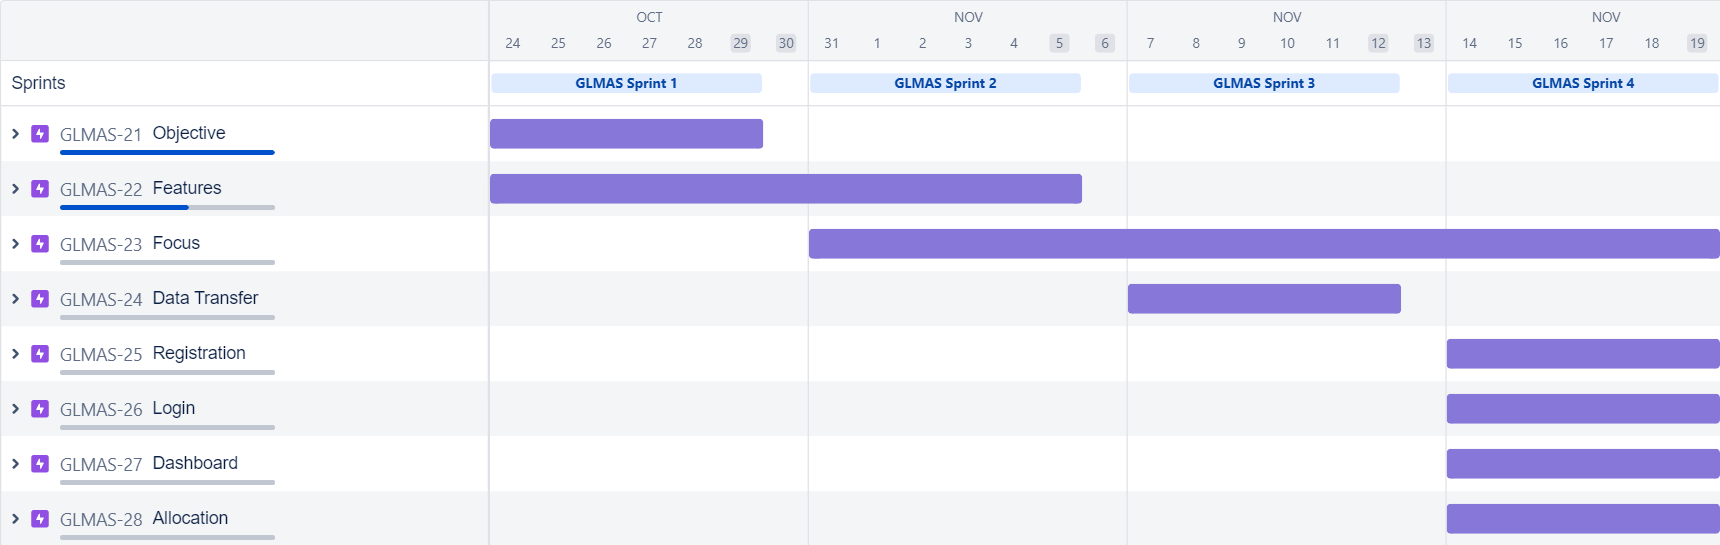 OCT NOV NOV NOV
24 25 26 27 28 29 30 31 1 2 3 4 5 6 7 8 9 10 11 12 13 14 15 16 17 18 19
Sprints GLMAS Sprint 1 GLMAS Sprint 2 GLMAS Sprint 3 GLMAS Sprint 4
GLMAS-21 Objective
GLMAS-22 Features
GLMAS-23 Focus
GLMAS-24 Data Transfer
GLMAS-25 Registration
GLMAS-26 Login
GLMAS-27 Dashboard
GLMAS-28 Allocation